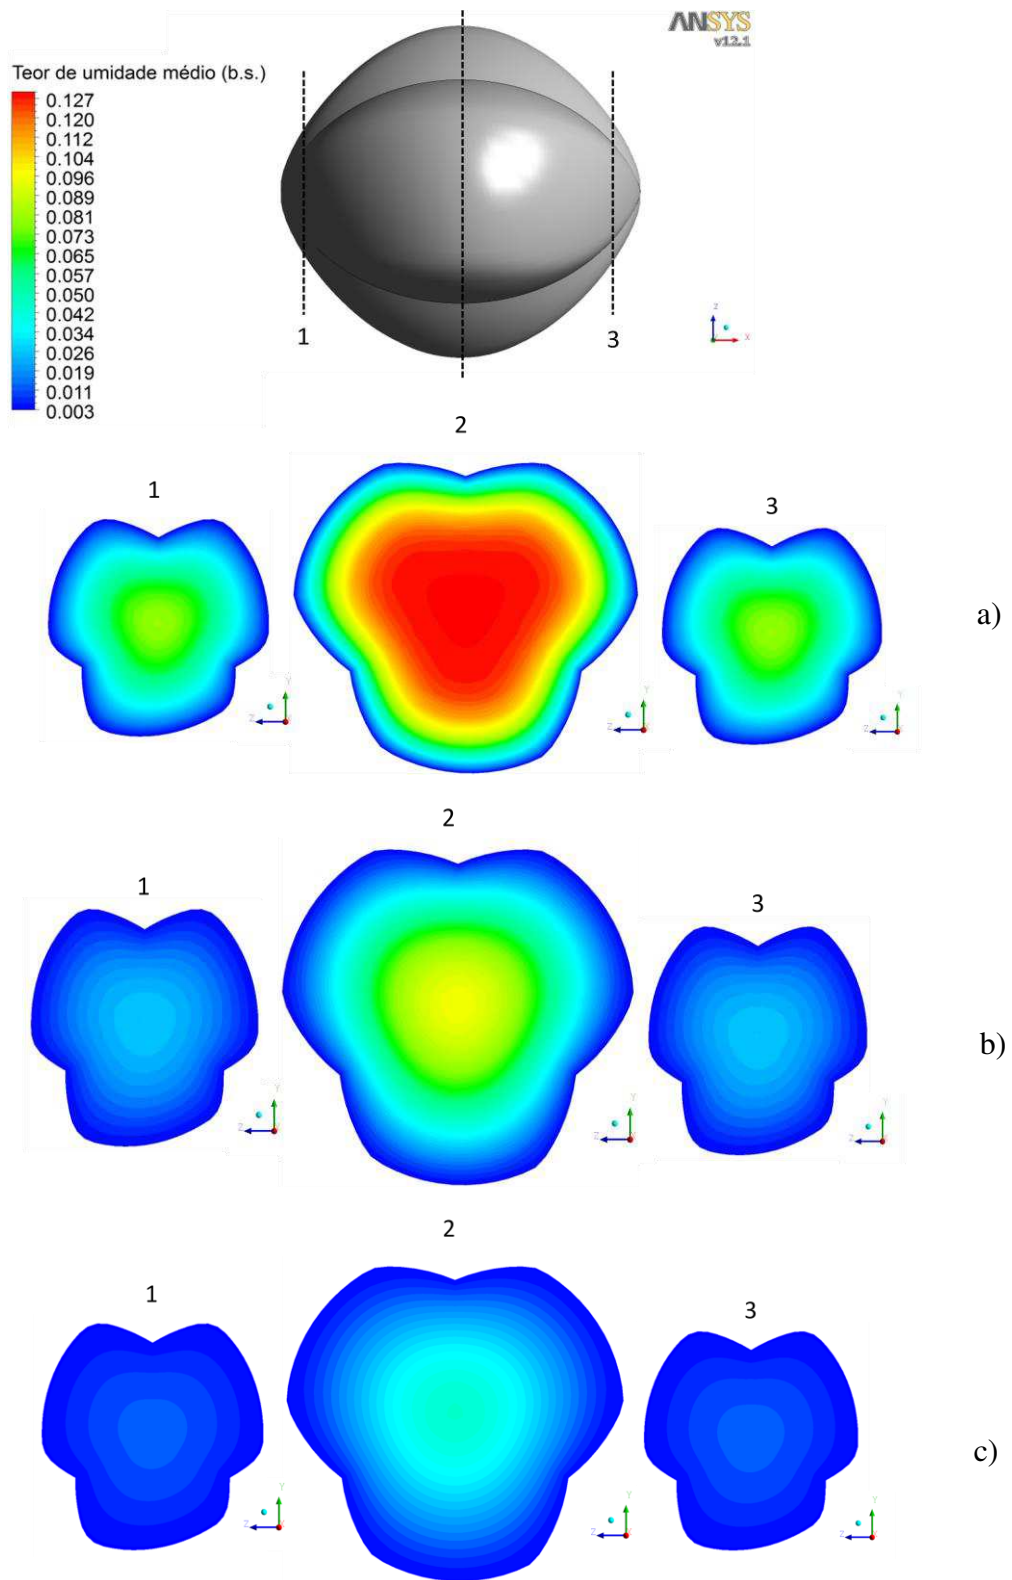 ANSYS
v12.1
Teor de umidade médio (b.s.)
0.127
0.120
0.112
0.104
0.096
0.089
0.081
0.073
0.065
0.057
0.050
0.042
0.034
0.026
0.019
0.011
0.003
1
3
Z
X
2
1
3
a)
Z
Y
Z
Y
Z
Y
2
1
3
b)
Z
Y
Z
Y
Z
Y
2
1
3
c)
Z
Y
Z
Y
Z
Y